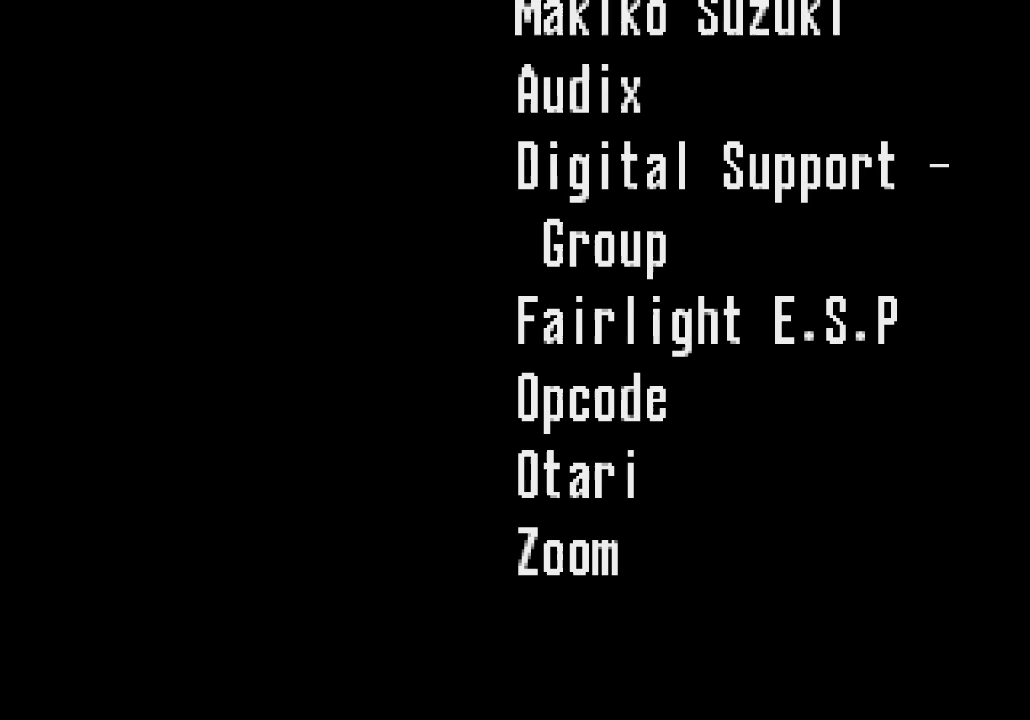 Makiko Suzuki
Audix
Digital Support -
Group
Fairlight E.S.P
Opcode
Otari
Zoom